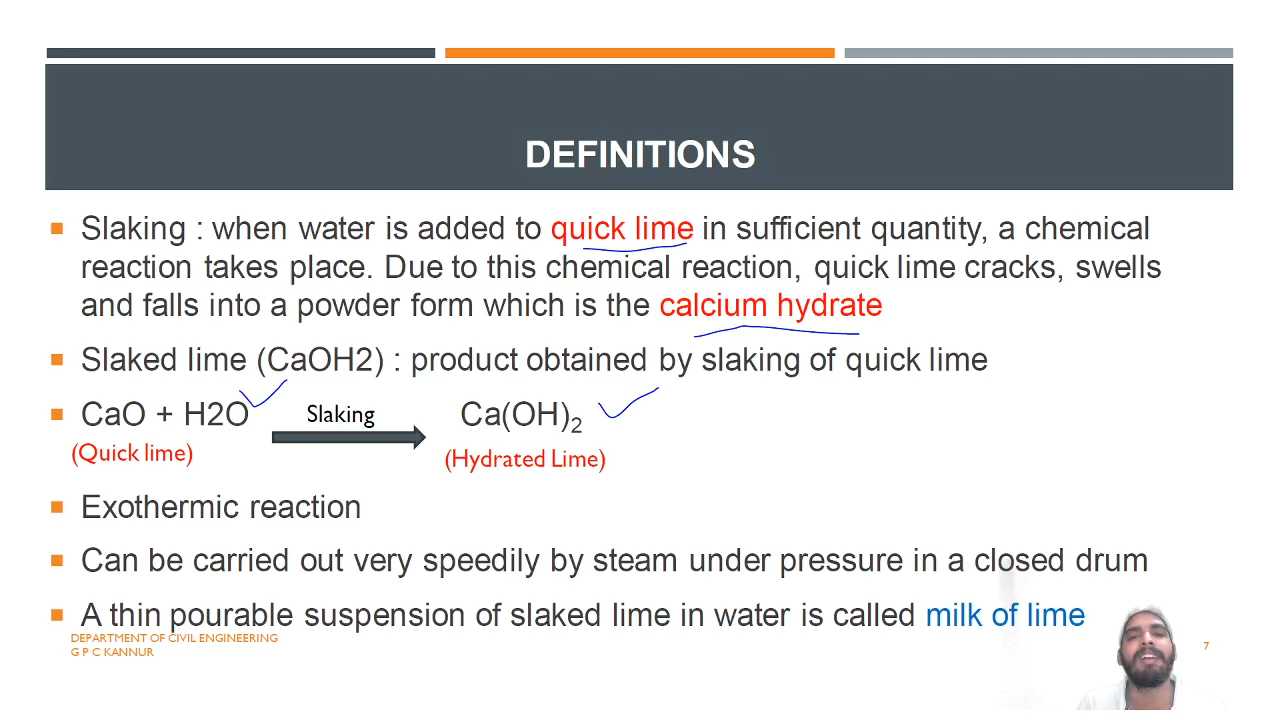 DEFINITIONS
Slaking : when water is added to quick lime in sufficient quantity, a chemical
reaction takes place. Due to this chemical reaction, quick lime cracks, swells
and falls into a powder form which is the calcium hydrate
Slaked lime (CaOH2) : product obtained by slaking of quick lime
CaO + H2O Slaking Ca(OH)₂
(Quick lime) (Hydrated Lime)
Exothermic reaction
Can be carried out very speedily by steam under pressure in a closed drum
A thin pourable suspension of slaked lime in water is called milk of lime
DEPARTMENT OF CIVIL ENGINEERING
G P C KANNUR
7